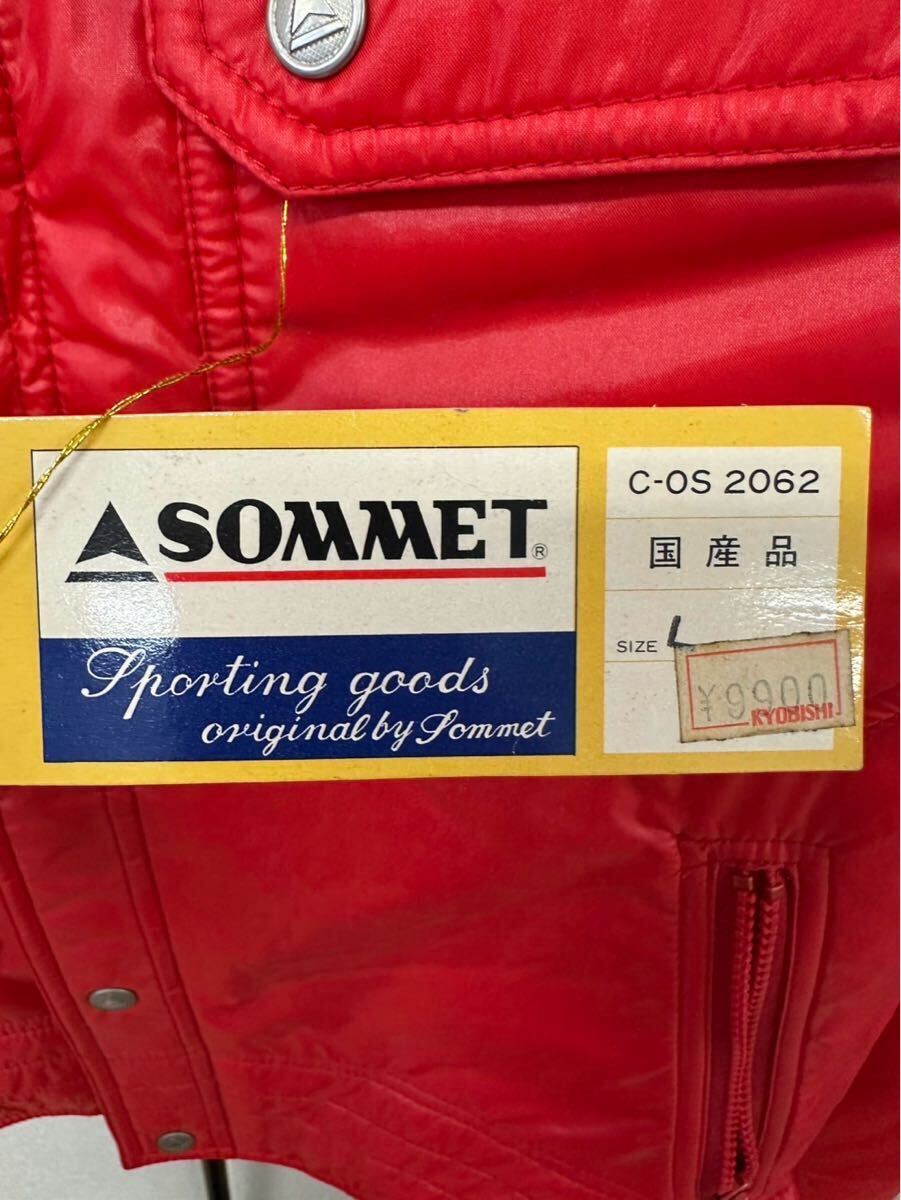 SOMMET®
Sporting goods
original by Sommet
C-OS 2062
国産品
SIZE L
¥9900
KYOBISHI